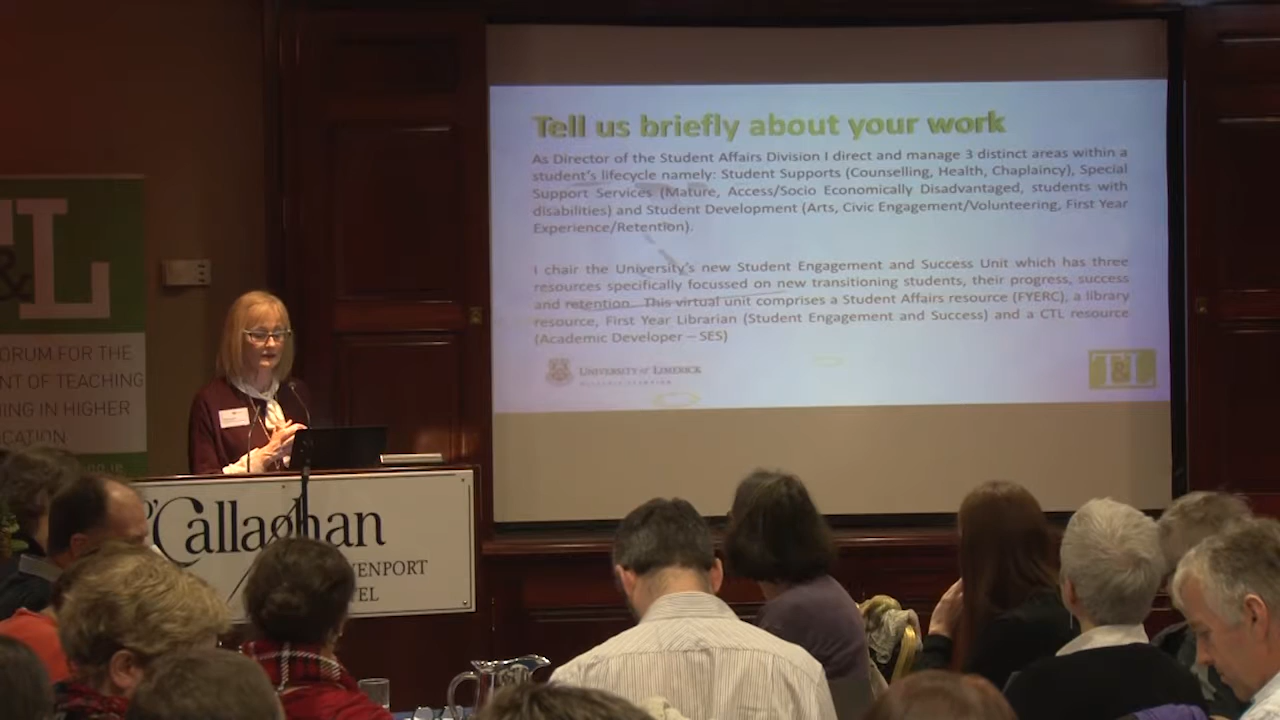 Tell us briefly about your work
As Director of the Student Affairs Division I direct and manage 3 distinct areas within a
student's lifecycle namely: Student Supports (Counselling, Health, Chaplaincy), Special
Support Services (Mature, Access/Socio Economically Disadvantaged, students with
disabilities) and Student Development (Arts, Civic Engagement/Volunteering, First Year
Experience/Retention).
I chair the University's new Student Engagement and Success Unit which has three
resources specifically focussed on new transitioning students, their progress, success
and retention. This virtual unit comprises a Student Affairs resource (FYERC), a library
resource, First Year Librarian (Student Engagement and Success) and a CTL resource
(Academic Developer – SES)
UNIVERSITY of LIMERICK
T&L
T&L
ORUM FOR THE
NT OF TEACHING
NING IN HIGHER
CATION
O'Callaghan
VENPORT
TEL